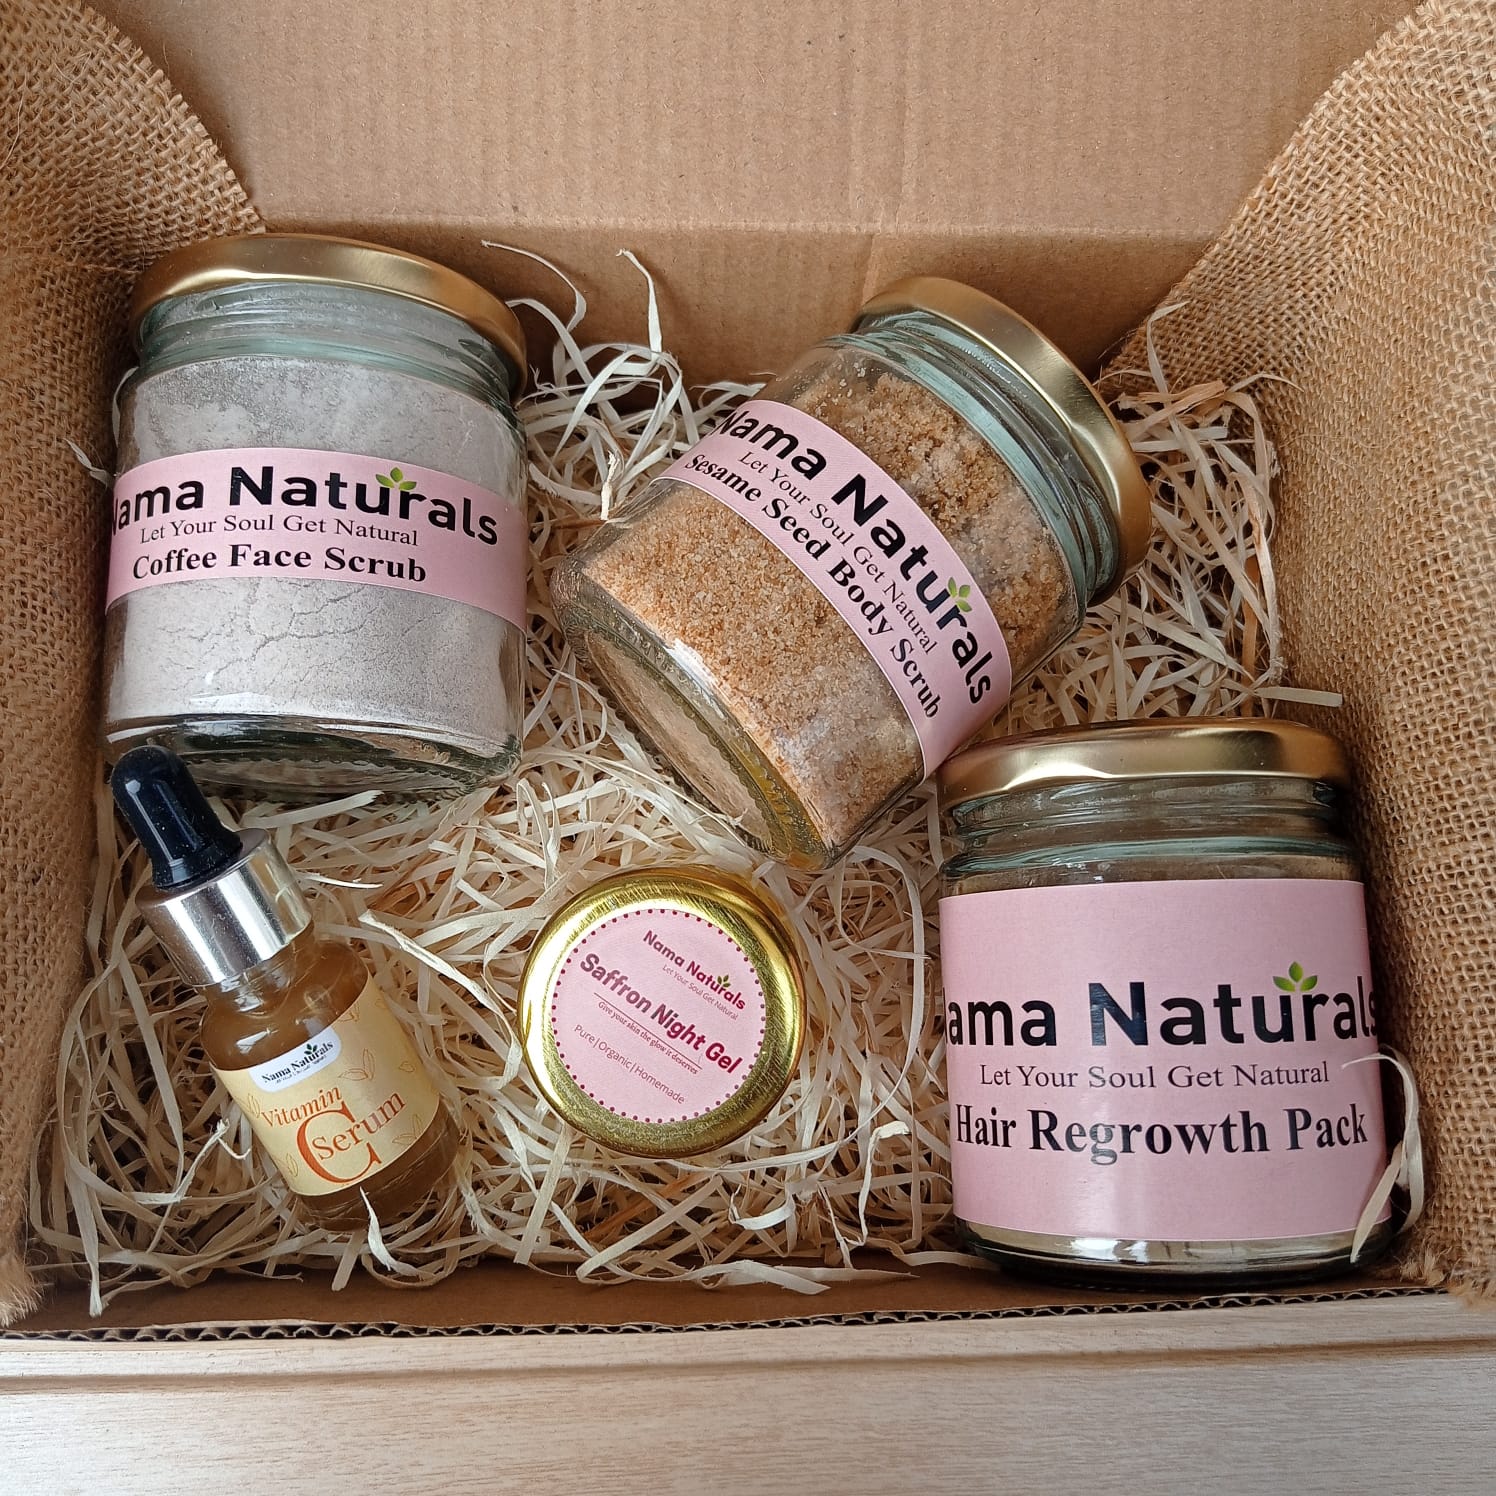 Nama Naturals
Let Your Soul Get Natural
Coffee Face Scrub
Nama Naturals
Let Your Soul Get Natural
Sesame Seed Body Scrub
Nama Naturals
Vitamin
C Serum
Nama Naturals
Let Your Soul Get Natural
Saffron Night Gel
Give your skin the glow it deserves
Pure|Organic|Homemade
Nama Naturals
Let Your Soul Get Natural
Hair Regrowth Pack